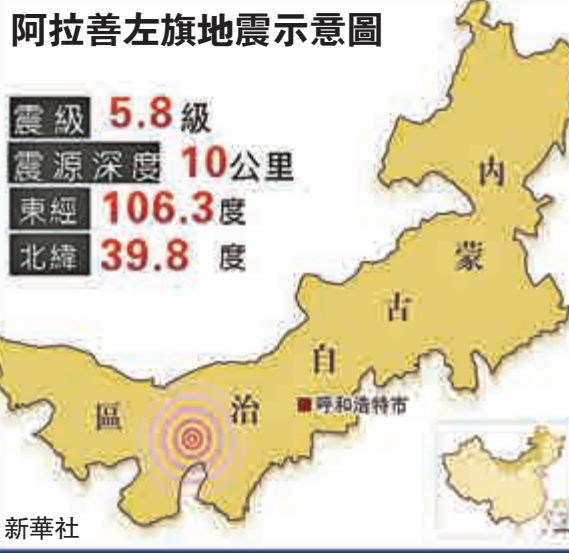 阿拉善左旗地震示意圖
震級 5.8級
震源深度 10公里
東經 106.3度
北緯 39.8 度
內
蒙
古
自
治
區
呼和浩特市
新華社